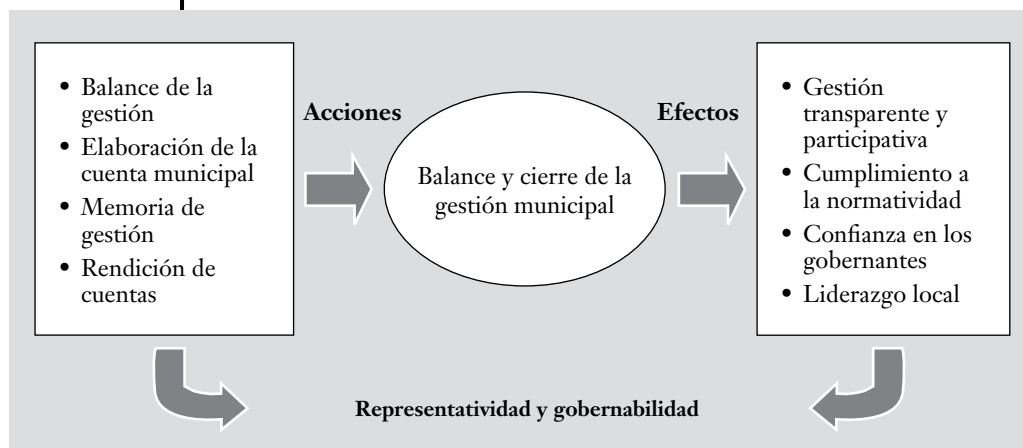 • Balance de la
gestión
• Elaboración de la
cuenta municipal
• Memoria de
gestión
• Rendición de
cuentas
Acciones
Balance y cierre de la
gestión municipal
Efectos
• Gestión
transparente y
participativa
• Cumplimiento a
la normatividad
• Confianza en los
gobernantes
• Liderazgo local
Representatividad y gobernabilidad